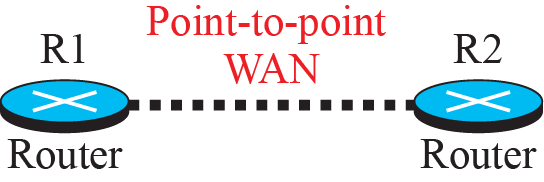 Point-to-point
WAN
R1
R2
Router
Router